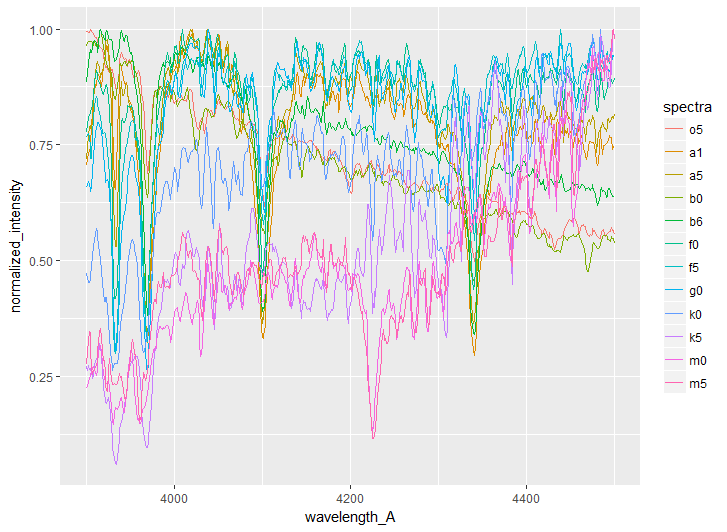 1.00
0.75
0.50
0.25
normalized_intensity
4000
4200
4400
wavelength_A
spectra
o5
a1
a5
b0
b6
f0
f5
g0
k0
k5
m0
m5